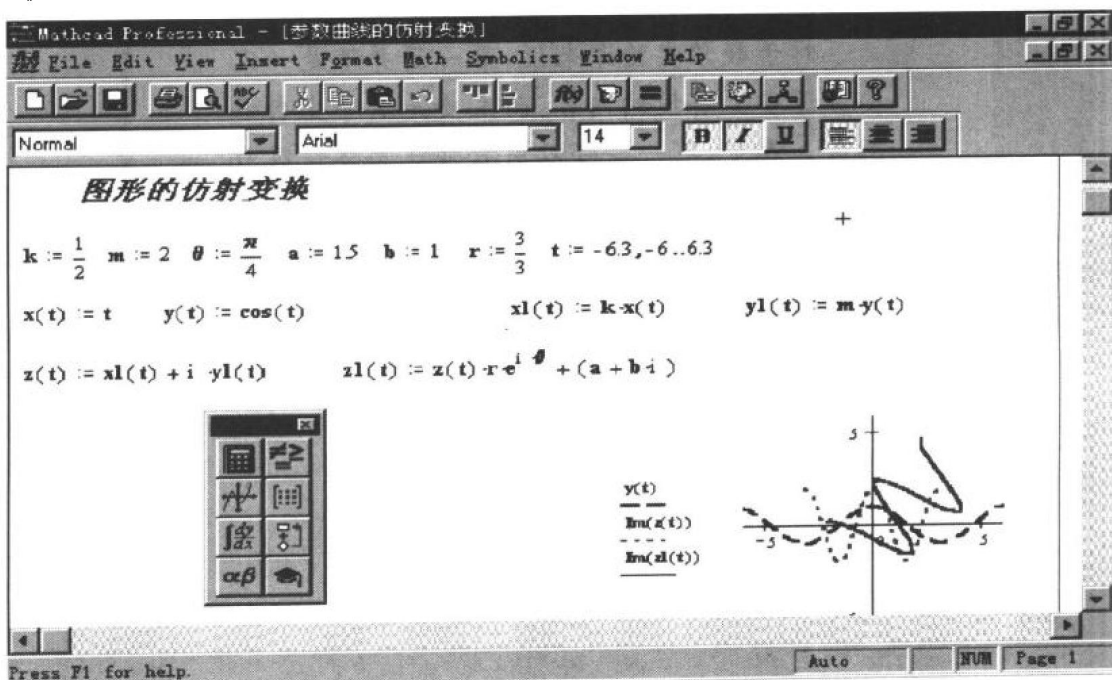 Mathcad Professional - [参数曲线的仿射变换]
File Edit View Insert Format Math Symbolics Window Help
Normal Arial 14 B I U
图形的仿射变换
k := 1/2 m := 2 θ := π/4 a := 1.5 b := 1 r := 3/3 t := -6.3,-6..6.3
x(t) := t y(t) := cos(t) x1(t) := k·x(t) y1(t) := m·y(t)
z(t) := x1(t) + i·y1(t) z1(t) := z(t)·r·e^(i·θ) + (a + b·i)
αβ
y(t)
Im(z(t))
Im(z1(t))
5
-5 0 5
Press F1 for help. Auto NUM Page 1